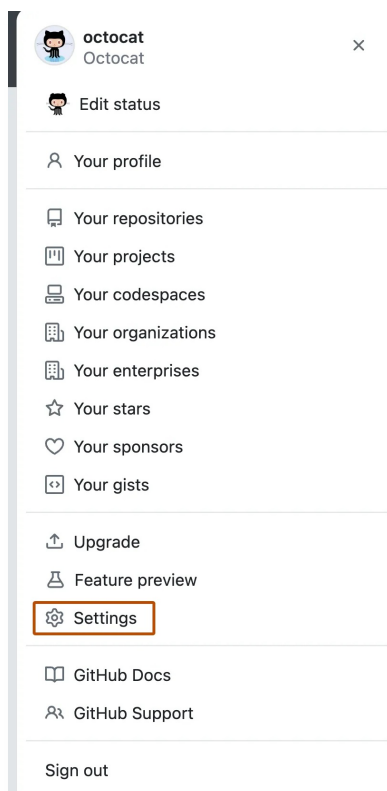 octocat
Octocat
Edit status
Your profile
Your repositories
Your projects
Your codespaces
Your organizations
Your enterprises
Your stars
Your sponsors
Your gists
Upgrade
Feature preview
Settings
GitHub Docs
GitHub Support
Sign out